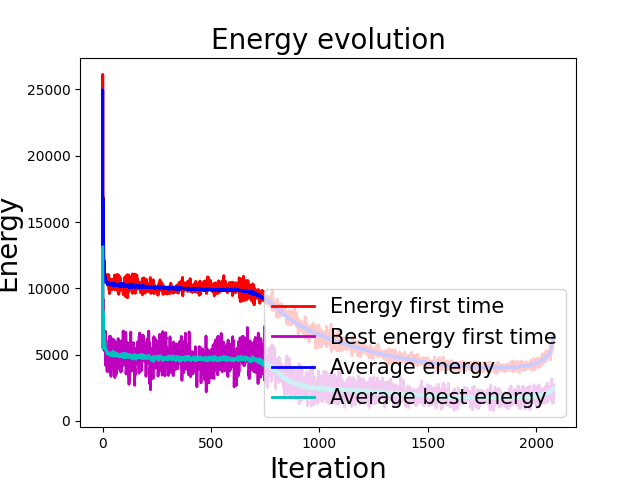 Energy evolution
Energy
25000
20000
15000
10000
5000
0
Energy first time
Best energy first time
Average energy
Average best energy
0 500 1000 1500 2000
Iteration